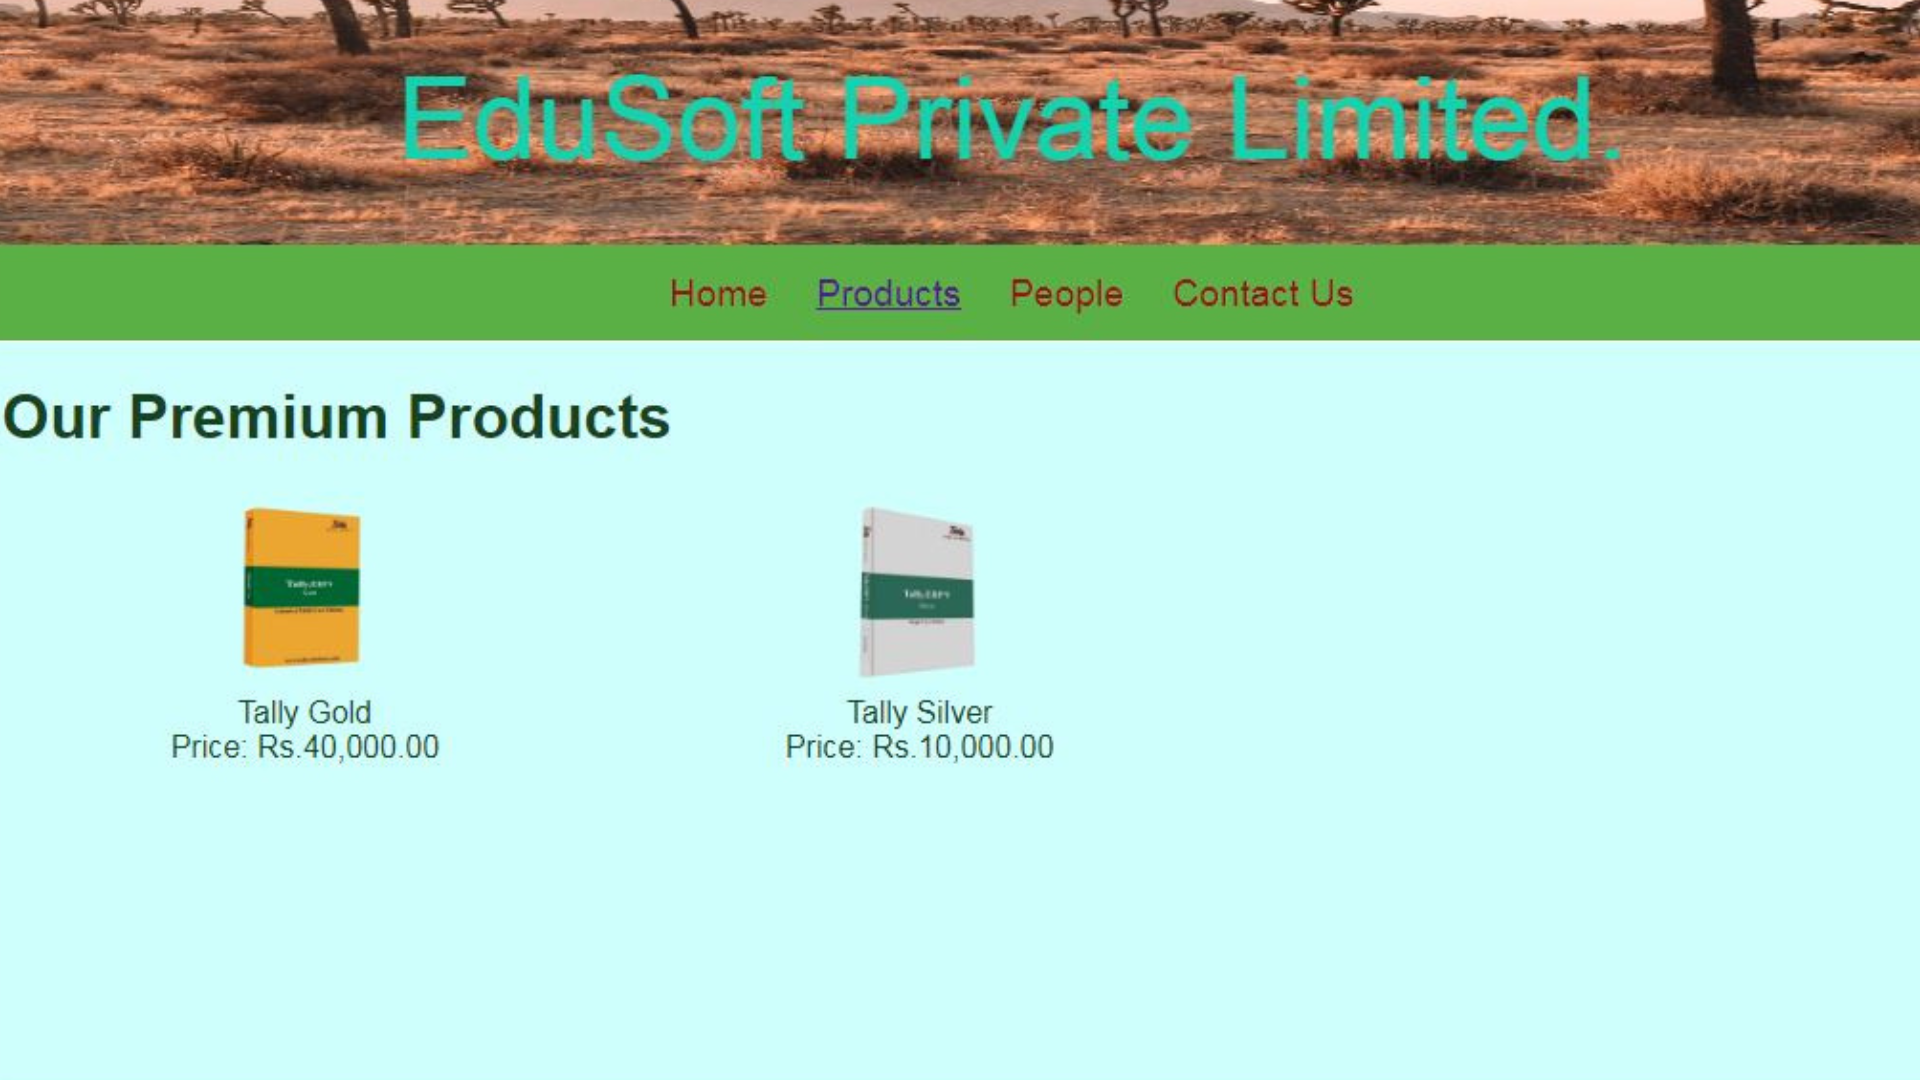 EduSoft Private Limited.
Home Products People Contact Us
Our Premium Products
Tally Gold
Price: Rs.40,000.00
Tally Silver
Price: Rs.10,000.00